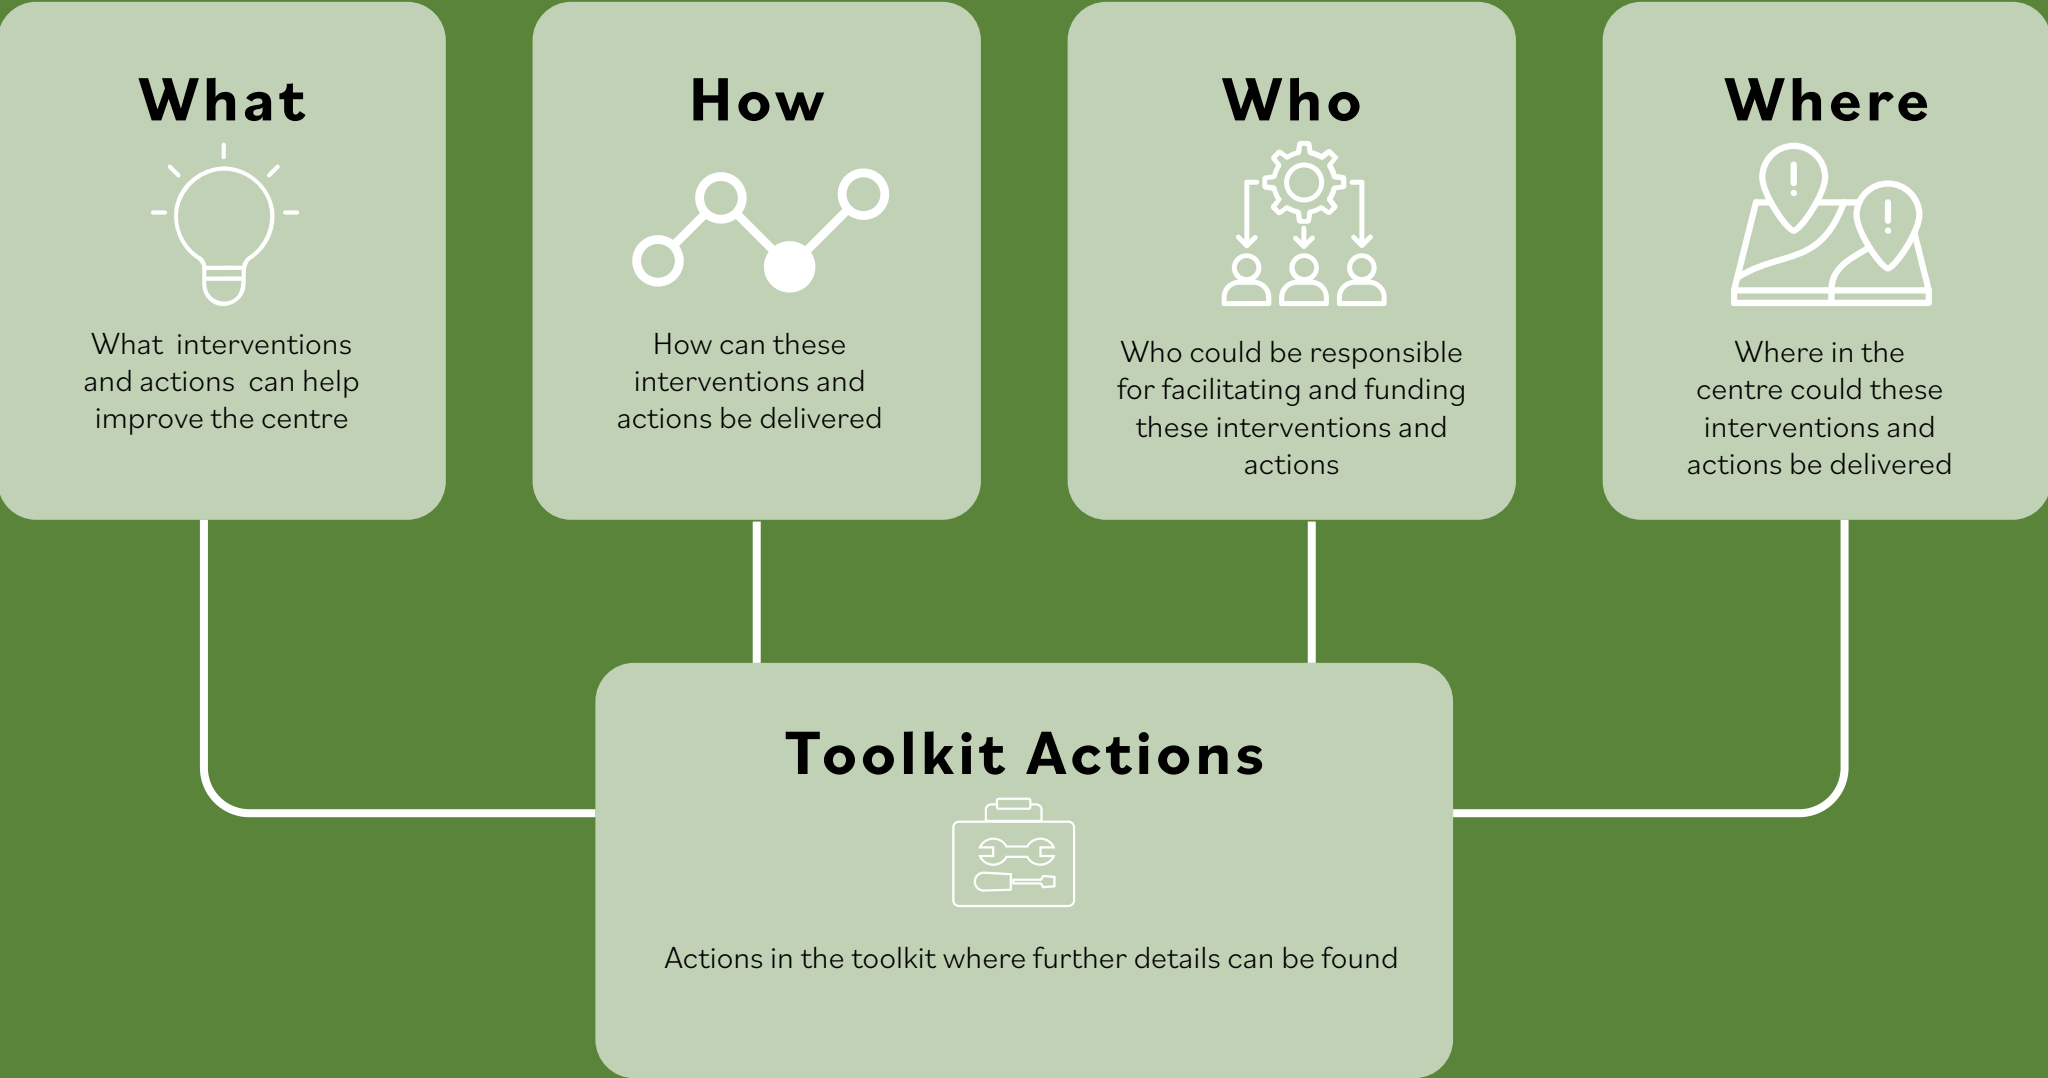 What
What interventions
and actions can help
improve the centre
How
How can these
interventions and
actions be delivered
Who
Who could be responsible
for facilitating and funding
these interventions and
actions
Where
Where in the
centre could these
interventions and
actions be delivered
Toolkit Actions
Actions in the toolkit where further details can be found